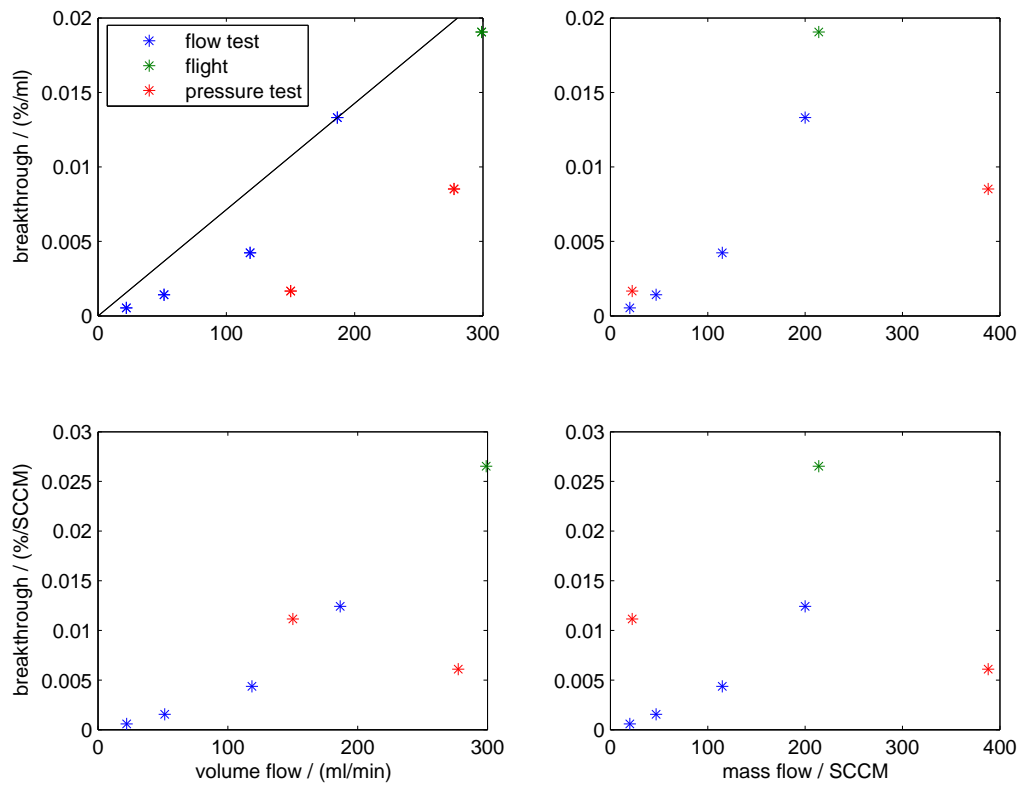 0.02
0.015
0.01
0.005
0
breakthrough / (%/ml)
flow test
flight
pressure test
0 100 200 300
0.02
0.015
0.01
0.005
0
0 100 200 300 400
0.03
0.025
0.02
0.015
0.01
0.005
0
breakthrough / (%/SCCM)
0 100 200 300
volume flow / (ml/min)
0.03
0.025
0.02
0.015
0.01
0.005
0
0 100 200 300 400
mass flow / SCCM